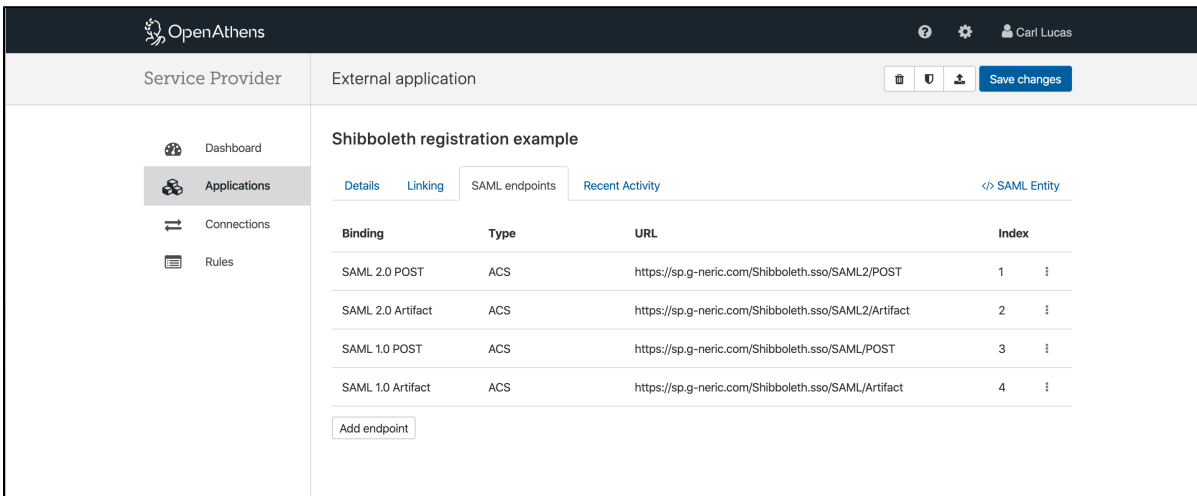 OpenAthens
Carl Lucas
Service Provider
External application
Save changes
Dashboard
Applications
Connections
Rules
Shibboleth registration example
Details Linking SAML endpoints Recent Activity </> SAML Entity
Binding Type URL Index
SAML 2.0 POST ACS https://sp.g-neric.com/Shibboleth.sso/SAML2/POST 1
SAML 2.0 Artifact ACS https://sp.g-neric.com/Shibboleth.sso/SAML2/Artifact 2
SAML 1.0 POST ACS https://sp.g-neric.com/Shibboleth.sso/SAML/POST 3
SAML 1.0 Artifact ACS https://sp.g-neric.com/Shibboleth.sso/SAML/Artifact 4
Add endpoint